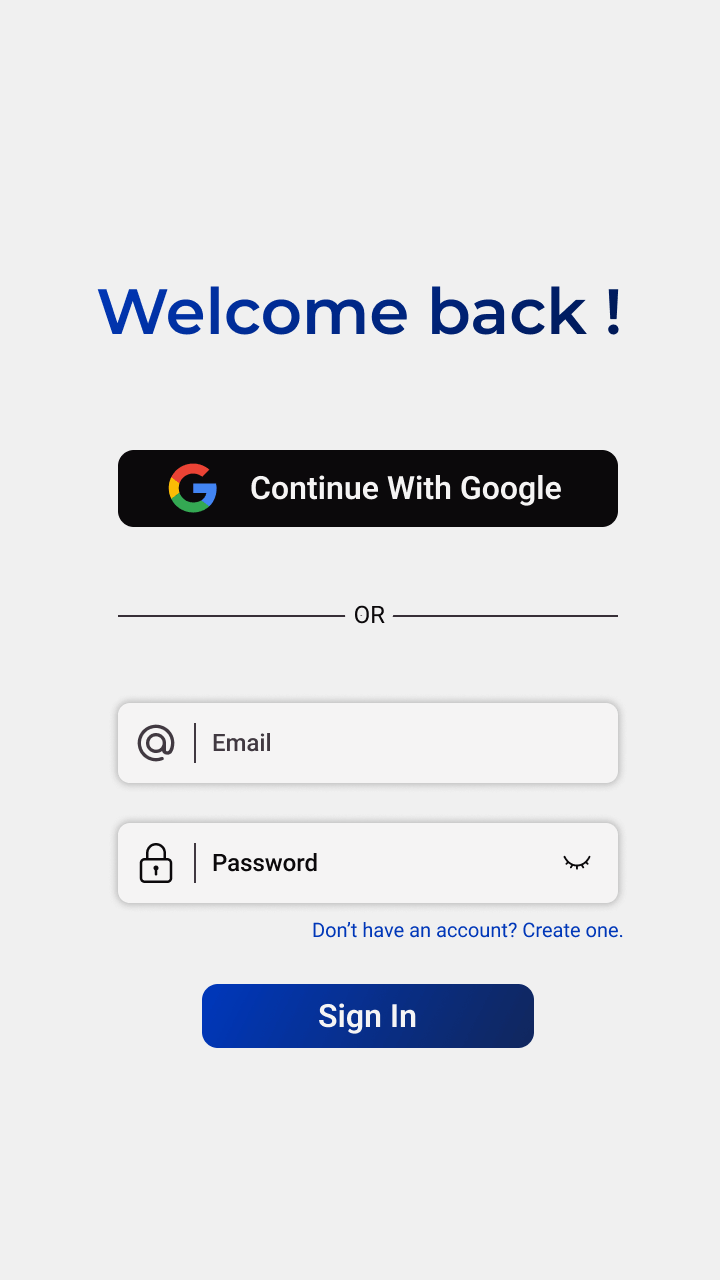 Welcome back !
Continue With Google
OR
Email
Password
Don’t have an account? Create one.
Sign In